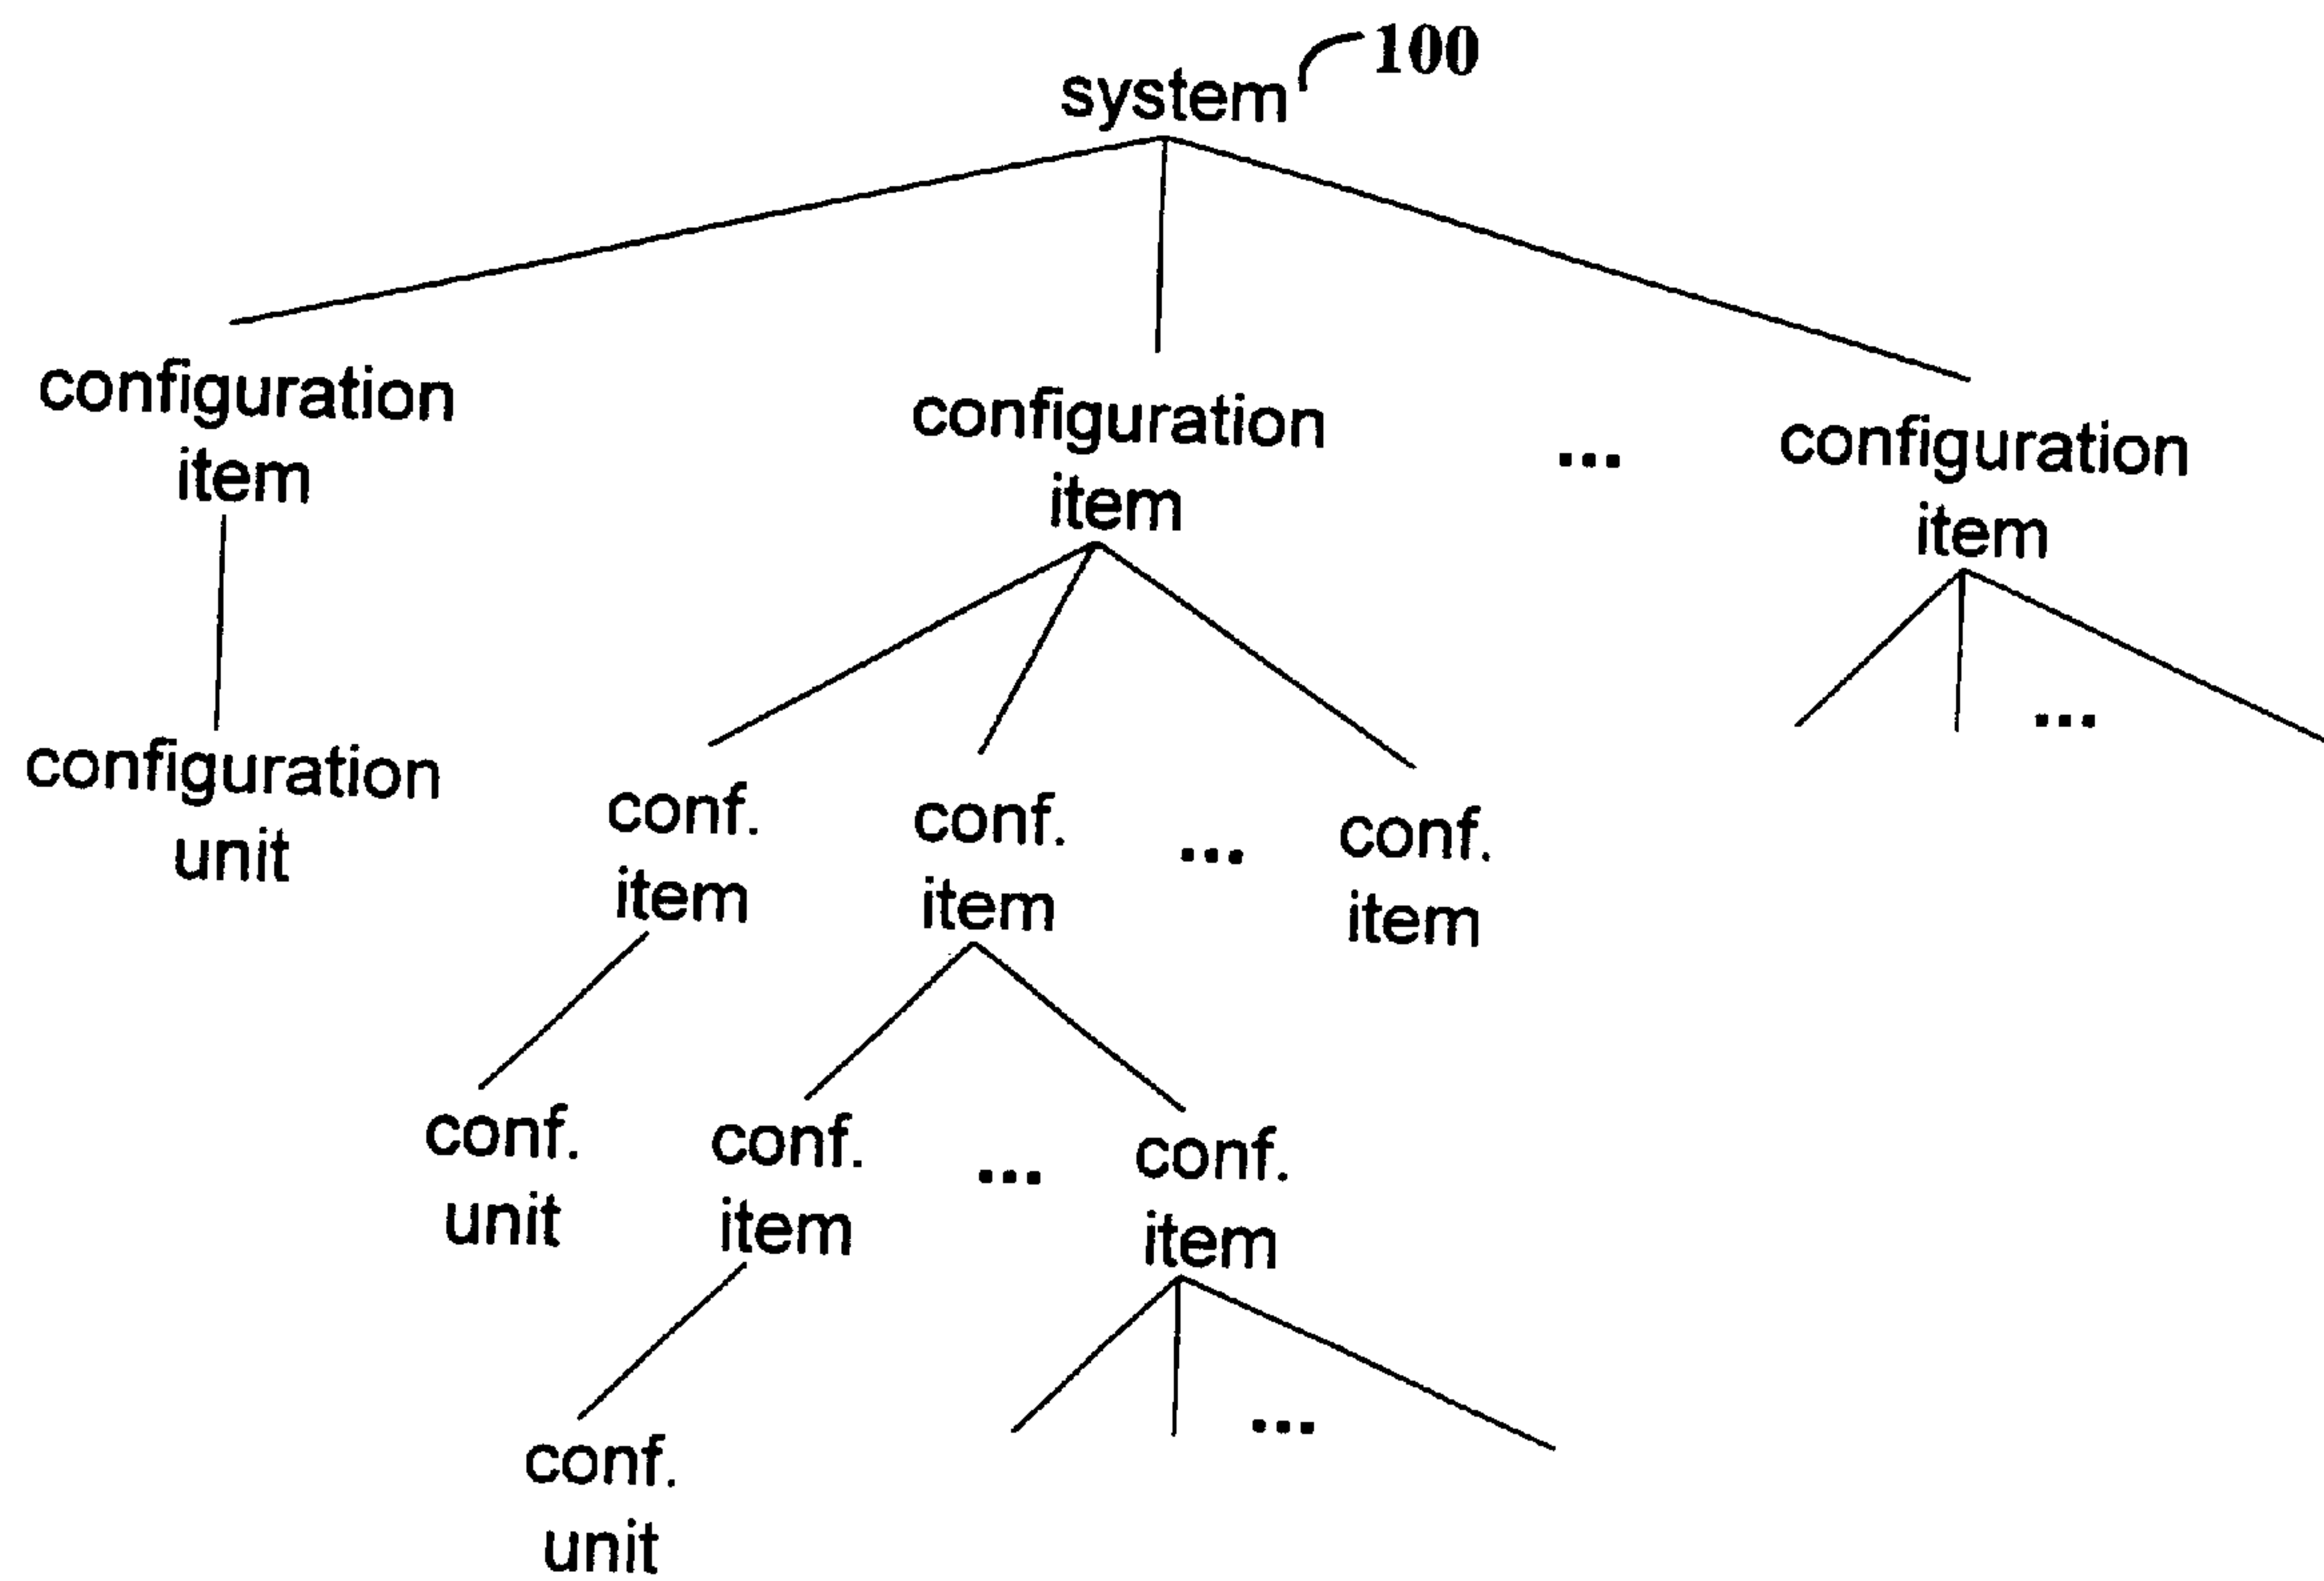 100
system
configuration
item
configuration
item
...
configuration
item
configuration
unit
conf.
item
conf.
item
...
conf.
item
...
conf.
unit
conf.
item
...
conf.
item
conf.
unit
...